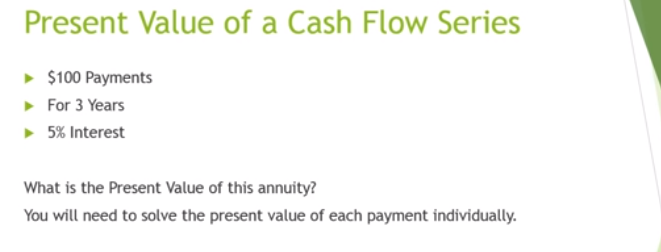 Present Value of a Cash Flow Series
$100 Payments
For 3 Years
5% Interest
What is the Present Value of this annuity?
You will need to solve the present value of each payment individually.